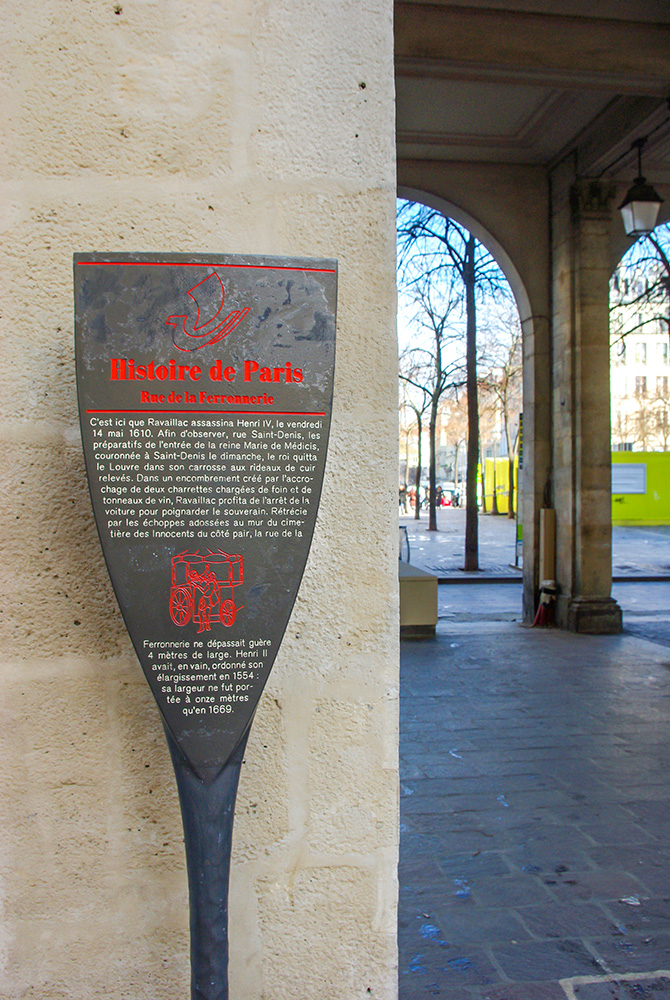 Histoire de Paris
Rue de la Ferronnerie
C'est ici que Ravaillac assassina Henri IV, le vendredi
14 mai 1610. Afin d'observer, rue Saint-Denis, les
préparatifs de l'entrée de la reine Marie de Médicis,
couronnée à Saint-Denis le dimanche, le roi quitta
le Louvre dans son carrosse aux rideaux de cuir
relevés. Dans un encombrement créé par l'accro-
chage de deux charrettes chargées de foin et de
tonneaux de vin, Ravaillac profita de l'arrêt de la
voiture pour poignarder le souverain. Rétrécie
par les échoppes adossées au mur du cime-
tière des Innocents du côté pair, la rue de la
Ferronnerie ne dépassait guère
4 mètres de large. Henri II
avait, en vain, ordonné son
élargissement en 1554 :
sa largeur ne fut por-
tée à onze mètres
qu'en 1669.